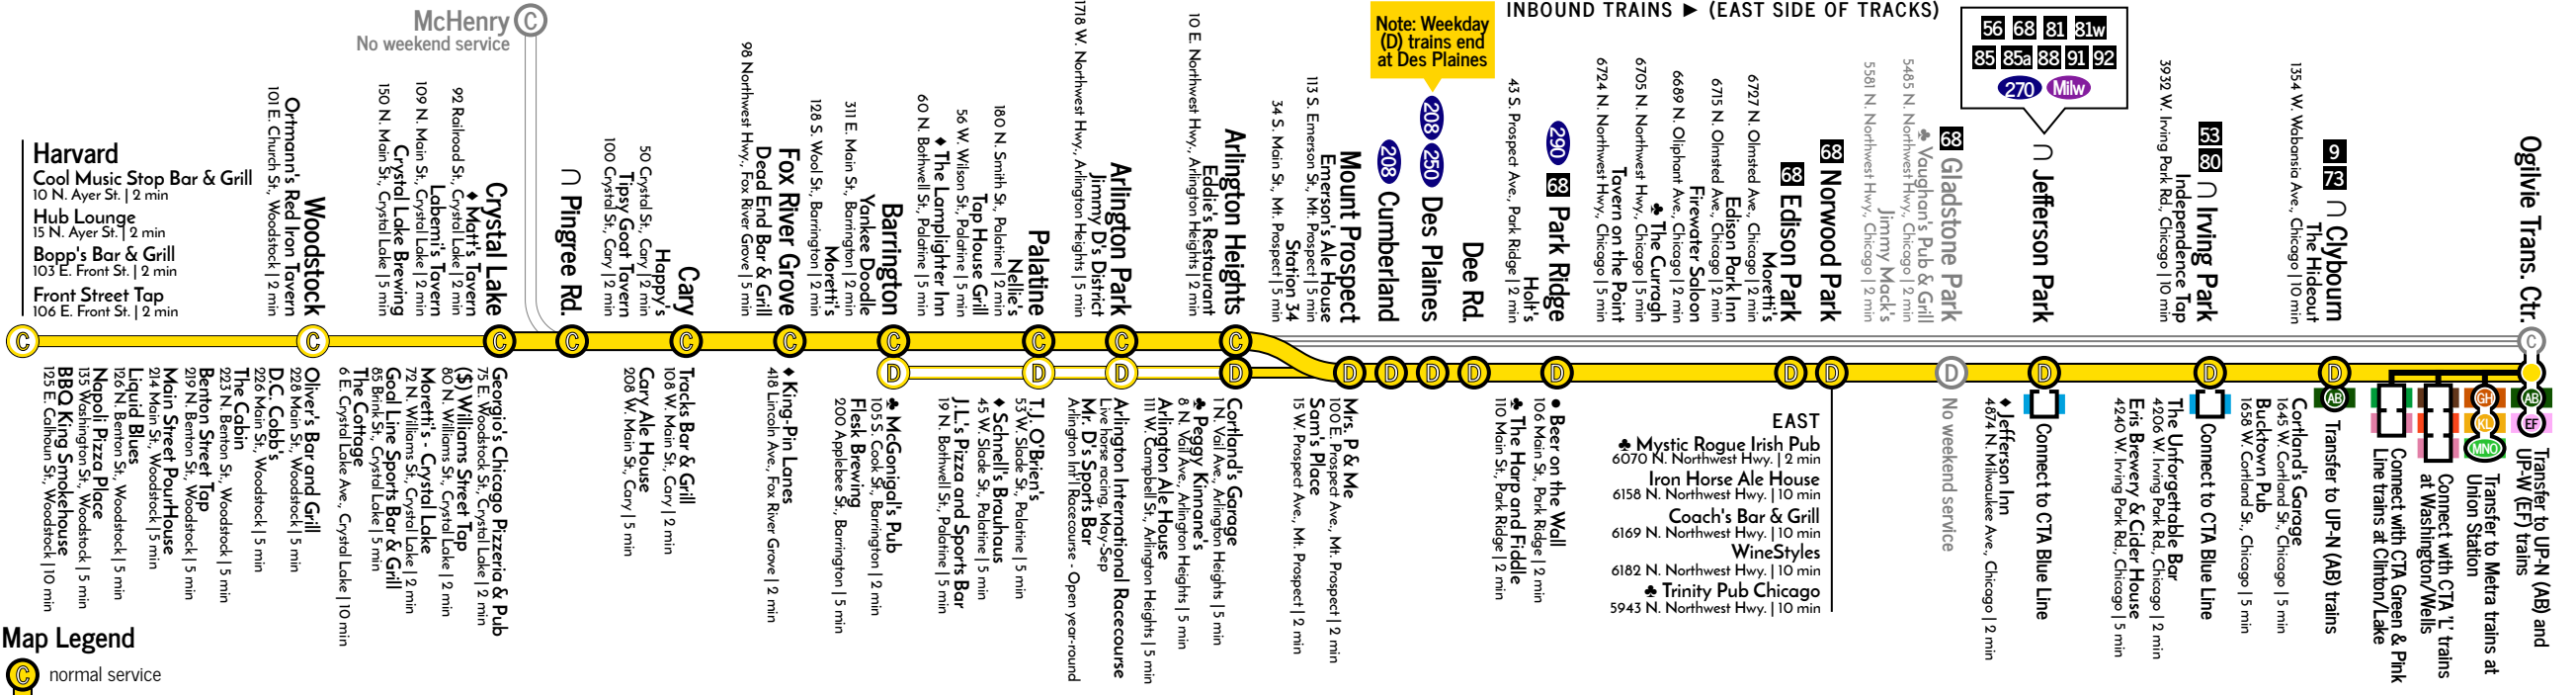 McHenry
No weekend service
C
INBOUND TRAINS ► (EAST SIDE OF TRACKS)
Note: Weekday
(D) trains end
at Des Plaines
56 68 81 81w
85 85a 88 91 92
270 Milw
Harvard
Cool Music Stop Bar & Grill
10 N. Ayer St. | 2 min
Hub Lounge
15 N. Ayer St. | 2 min
Bopp's Bar & Grill
103 E. Front St. | 2 min
Front Street Tap
106 E. Front St. | 2 min
Woodstock
Ortmann's Red Iron Tavern
101 E. Church St., Woodstock | 2 min
Crystal Lake
♦ Matt's Tavern
92 Railroad St., Crystal Lake | 2 min
Labemi's Tavern
109 N. Main St., Crystal Lake | 2 min
Crystal Lake Brewing
150 N. Main St., Crystal Lake | 5 min
∩ Pingree Rd.
Cary
Happy's
50 Crystal St., Cary | 2 min
Tipsy Goat Tavern
100 Crystal St., Cary | 2 min
Fox River Grove
Dead End Bar & Grill
98 Northwest Hwy., Fox River Grove | 5 min
Barrington
Yankee Doodle
311 E. Main St., Barrington | 2 min
Moretti's
128 S. Wool St., Barrington | 2 min
Palatine
Nellie's
180 N. Smith St., Palatine | 2 min
Tap House Grill
56 W. Wilson St., Palatine | 5 min
♦ The Lamplighter Inn
60 N. Bothwell St., Palatine | 5 min
Arlington Park
Jimmy D's District
1718 W. Northwest Hwy., Arlington Heights | 5 min
Arlington Heights
Eddie's Restaurant
10 E. Northwest Hwy., Arlington Heights | 2 min
Mount Prospect
Emerson's Ale House
113 S. Emerson St., Mt. Prospect | 5 min
Station 34
34 S. Main St., Mt. Prospect | 5 min
208 Cumberland
208 250 Des Plaines
Dee Rd.
290 68 Park Ridge
Holt's
43 S. Prospect Ave., Park Ridge | 2 min
68 Edison Park
Moretti's
6727 N. Olmsted Ave., Chicago | 2 min
Edison Park Inn
6715 N. Olmsted Ave., Chicago | 2 min
Firewater Saloon
6689 N. Oliphant Ave., Chicago | 2 min
♣ The Curragh
6705 N. Northwest Hwy., Chicago | 5 min
Tavern on the Point
6724 N. Northwest Hwy., Chicago | 5 min
68 Norwood Park
68 Gladstone Park
♣ Vaughan's Pub & Grill
5485 N. Northwest Hwy., Chicago | 2 min
Jimmy Mack's
5581 N. Northwest Hwy., Chicago | 2 min
∩ Jefferson Park
53 80 ∩ Irving Park
Independence Tap
3932 W. Irving Park Rd., Chicago | 10 min
9 73 ∩ Clybourn
The Hideout
1354 W. Wabansia Ave., Chicago | 10 min
Ogilvie Trans. Ctr.
C C C C C C C C C C C C
D D D D D D D D D D D D D D D
Oliver's Bar and Grill
228 Main St., Woodstock | 5 min
D.C. Cobb's
226 Main St., Woodstock | 5 min
The Cabin
223 N. Benton St., Woodstock | 5 min
Benton Street Tap
219 N. Benton St., Woodstock | 5 min
Main Street PourHouse
214 Main St., Woodstock | 5 min
Liquid Blues
126 N. Benton St., Woodstock | 5 min
Napoli Pizza Place
135 Washington St., Woodstock | 5 min
BBQ King Smokehouse
125 E. Calhoun St., Woodstock | 10 min
Georgio's Chicago Pizzeria & Pub
75 E. Woodstock St., Crystal Lake | 2 min
($) Williams Street Tap
80 N. Williams St., Crystal Lake | 2 min
Moretti's - Crystal Lake
72 N. Williams St., Crystal Lake | 2 min
Goal Line Sports Bar & Grill
85 Brink St., Crystal Lake | 5 min
The Cottage
6 E. Crystal Lake Ave., Crystal Lake | 10 min
Tracks Bar & Grill
108 W. Main St., Cary | 2 min
Cary Ale House
208 W. Main St., Cary | 5 min
♦ King-Pin Lanes
418 Lincoln Ave., Fox River Grove | 2 min
♣ McGonigal's Pub
105 S. Cook St., Barrington | 2 min
Flesk Brewing
200 Applebee St., Barrington | 5 min
T.J. O'Brien's
53 W. Slade St., Palatine | 5 min
♦ Schnell's Brauhaus
45 W. Slade St., Palatine | 5 min
J.L.'s Pizza and Sports Bar
19 N. Bothwell St., Palatine | 5 min
Arlington International Racecourse
Live horse racing, May-Sep
Mr. D's Sports Bar
Arlington Int'l Racecourse - Open year-round
Cortland's Garage
1 N. Vail Ave., Arlington Heights | 5 min
♣ Peggy Kinnane's
8 N. Vail Ave., Arlington Heights | 5 min
Arlington Ale House
111 W. Campbell St., Arlington Heights | 5 min
Mrs. P & Me
100 E. Prospect Ave., Mt. Prospect | 2 min
Sam's Place
15 W. Prospect Ave., Mt. Prospect | 2 min
● Beer on the Wall
106 Main St., Park Ridge | 2 min
♣ The Harp and Fiddle
110 Main St., Park Ridge | 2 min
EAST
♣ Mystic Rogue Irish Pub
6070 N. Northwest Hwy. | 2 min
Iron Horse Ale House
6158 N. Northwest Hwy. | 10 min
Coach's Bar & Grill
6169 N. Northwest Hwy. | 10 min
WineStyles
6182 N. Northwest Hwy. | 10 min
♣ Trinity Pub Chicago
5943 N. Northwest Hwy. | 10 min
No weekend service
Connect to CTA Blue Line
♦ Jefferson Inn
4874 N. Milwaukee Ave., Chicago | 2 min
Connect to CTA Blue Line
The Unforgettable Bar
4206 W. Irving Park Rd., Chicago | 2 min
Eris Brewery & Cider House
4240 W. Irving Park Rd., Chicago | 5 min
AB
Transfer to UP-N (AB) trains
Cortland's Garage
1645 W. Cortland St., Chicago | 5 min
Bucktown Pub
1658 W. Cortland St., Chicago | 5 min
AB
EF
Transfer to UP-N (AB) and
UP-W (EF) trains
GH
KL
MNO
Transfer to Metra trains at
Union Station
Connect with CTA 'L' trains
at Washington/Wells
Connect with CTA Green & Pink
Line trains at Clinton/Lake
Map Legend
C normal service